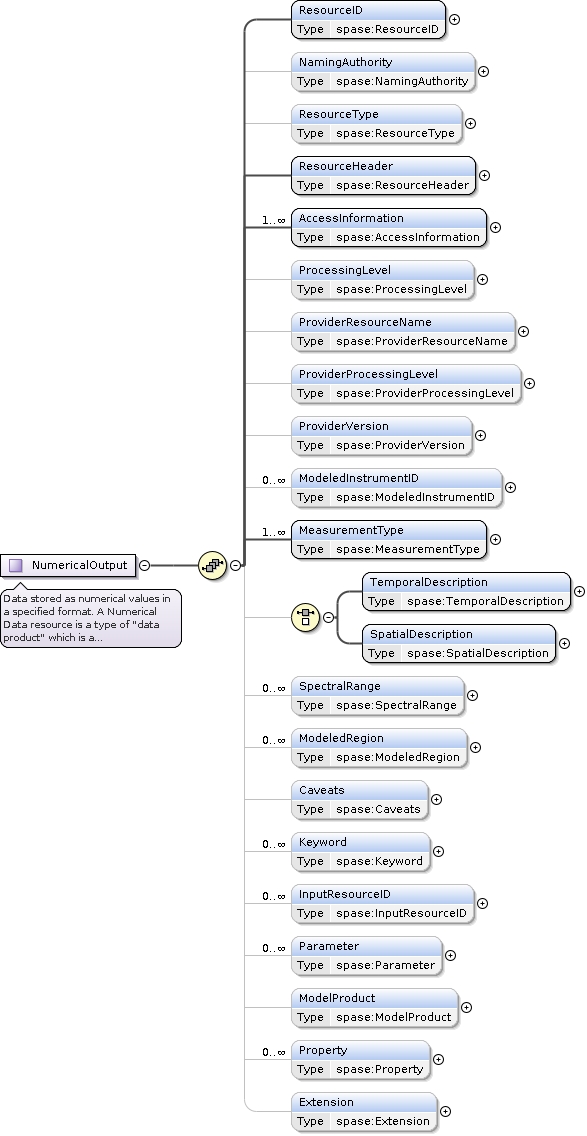 ResourceID
Type spase:ResourceID
NamingAuthority
Type spase:NamingAuthority
ResourceType
Type spase:ResourceType
ResourceHeader
Type spase:ResourceHeader
1..∞
AccessInformation
Type spase:AccessInformation
ProcessingLevel
Type spase:ProcessingLevel
ProviderResourceName
Type spase:ProviderResourceName
ProviderProcessingLevel
Type spase:ProviderProcessingLevel
ProviderVersion
Type spase:ProviderVersion
0..∞
ModeledInstrumentID
Type spase:ModeledInstrumentID
1..∞
MeasurementType
Type spase:MeasurementType
NumericalOutput
Data stored as numerical values in
a specified format. A Numerical
Data resource is a type of "data
product" which is a...
TemporalDescription
Type spase:TemporalDescription
SpatialDescription
Type spase:SpatialDescription
0..∞
SpectralRange
Type spase:SpectralRange
0..∞
ModeledRegion
Type spase:ModeledRegion
Caveats
Type spase:Caveats
0..∞
Keyword
Type spase:Keyword
0..∞
InputResourceID
Type spase:InputResourceID
0..∞
Parameter
Type spase:Parameter
ModelProduct
Type spase:ModelProduct
0..∞
Property
Type spase:Property
Extension
Type spase:Extension